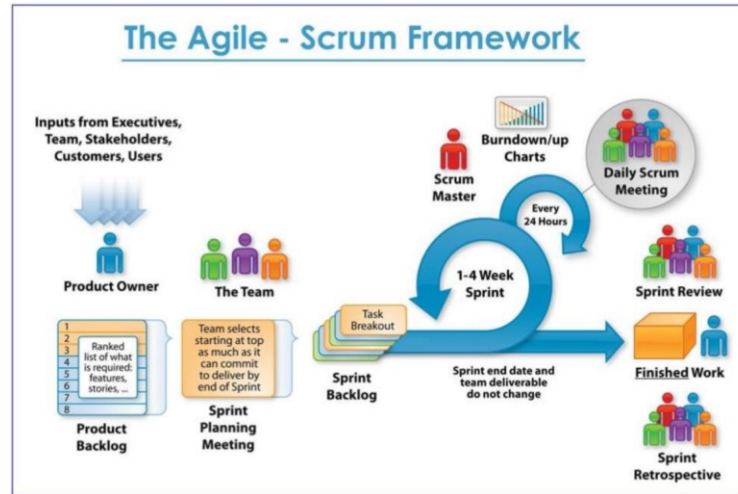 The Agile - Scrum Framework
Inputs from Executives,
Team, Stakeholders,
Customers, Users
Product Owner
The Team
1
2
3
4
5
6
7
8
Ranked
list of what
is required:
features,
stories, ...
Product
Backlog
Team selects
starting at top
as much as it
can commit
to deliver by
end of Sprint
Sprint
Planning
Meeting
Task
Breakout
Sprint
Backlog
Scrum
Master
Burndown/up
Charts
Every
24 Hours
Daily Scrum
Meeting
1-4 Week
Sprint
Sprint end date and
team deliverable
do not change
Sprint Review
Finished Work
Sprint
Retrospective